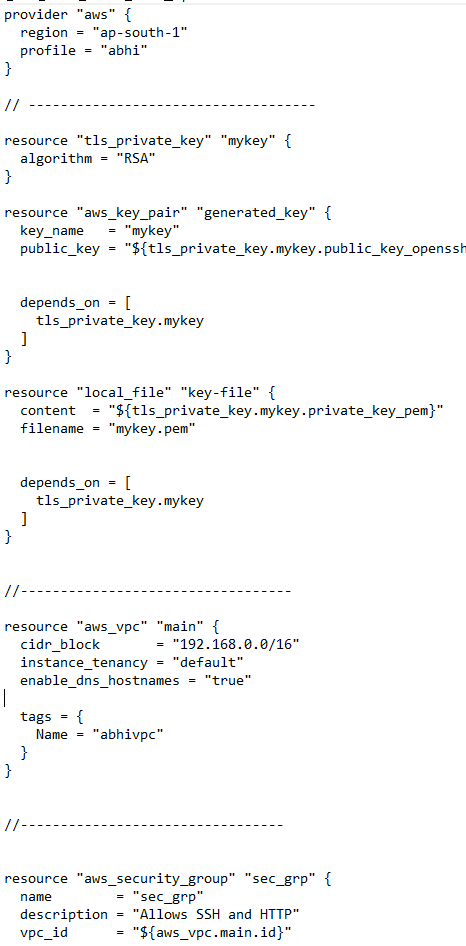 provider "aws" {
  region = "ap-south-1"
  profile = "abhi"
}
// ------------------------------------
resource "tls_private_key" "mykey" {
  algorithm = "RSA"
}
resource "aws_key_pair" "generated_key" {
  key_name   = "mykey"
  public_key = "${tls_private_key.mykey.public_key_openssh
  depends_on = [
    tls_private_key.mykey
  ]
}
resource "local_file" "key-file" {
  content  = "${tls_private_key.mykey.private_key_pem}"
  filename = "mykey.pem"
  depends_on = [
    tls_private_key.mykey
  ]
}
//----------------------------------
resource "aws_vpc" "main" {
  cidr_block       = "192.168.0.0/16"
  instance_tenancy = "default"
  enable_dns_hostnames = "true"
  tags = {
    Name = "abhivpc"
  }
}
//---------------------------------
resource "aws_security_group" "sec_grp" {
  name        = "sec_grp"
  description = "Allows SSH and HTTP"
  vpc_id      = "${aws_vpc.main.id}"